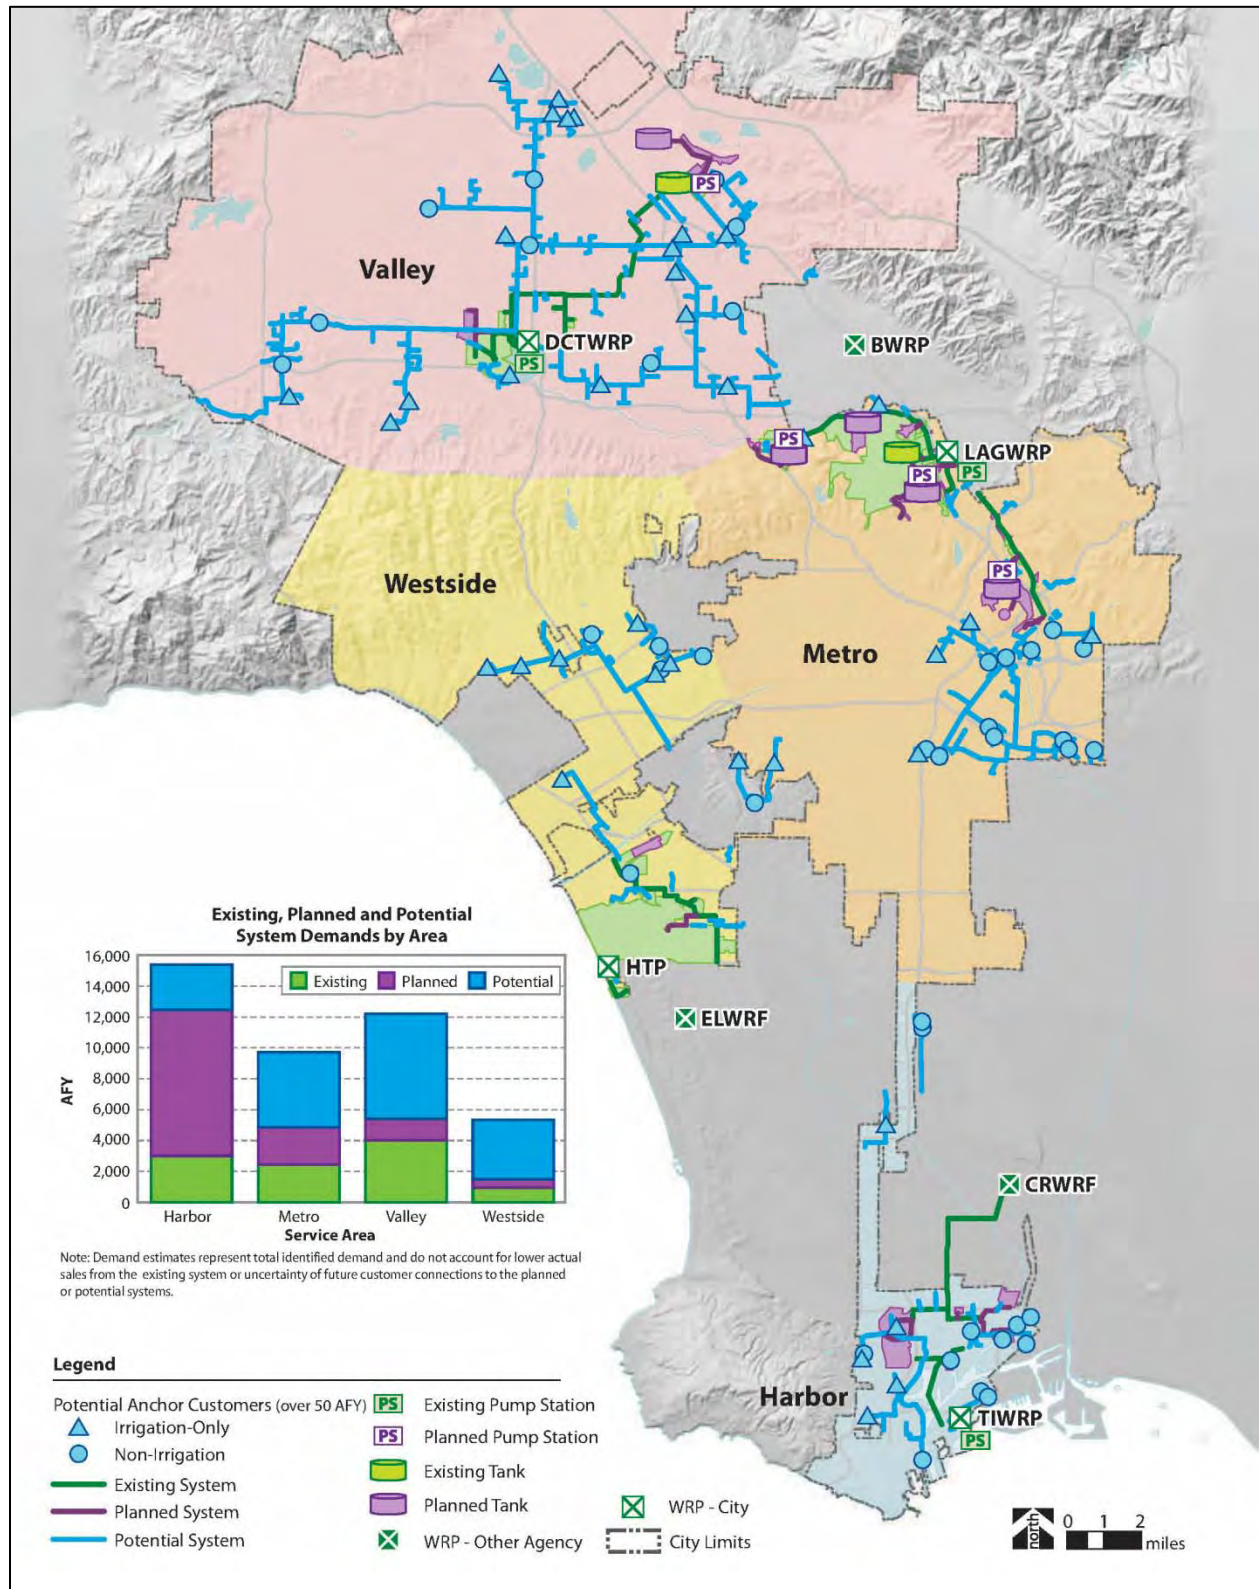 PS
Valley
DCTWRP
PS
BWRP
PS
LAGWRP
PS
PS
Westside
PS
Metro
Existing, Planned and Potential
System Demands by Area
16,000
14,000
12,000
10,000
8,000
6,000
4,000
2,000
0
AFY
Existing
Planned
Potential
Harbor
Metro
Valley
Westside
Service Area
Note: Demand estimates represent total identified demand and do not account for lower actual
sales from the existing system or uncertainty of future customer connections to the planned
or potential systems.
HTP
ELWRF
CRWRF
Harbor
TIWRP
PS
Legend
Potential Anchor Customers (over 50 AFY)
Irrigation-Only
Non-Irrigation
Existing System
Planned System
Potential System
PS Existing Pump Station
PS Planned Pump Station
Existing Tank
Planned Tank
WRP - Other Agency
WRP - City
City Limits
north
0 1 2
miles